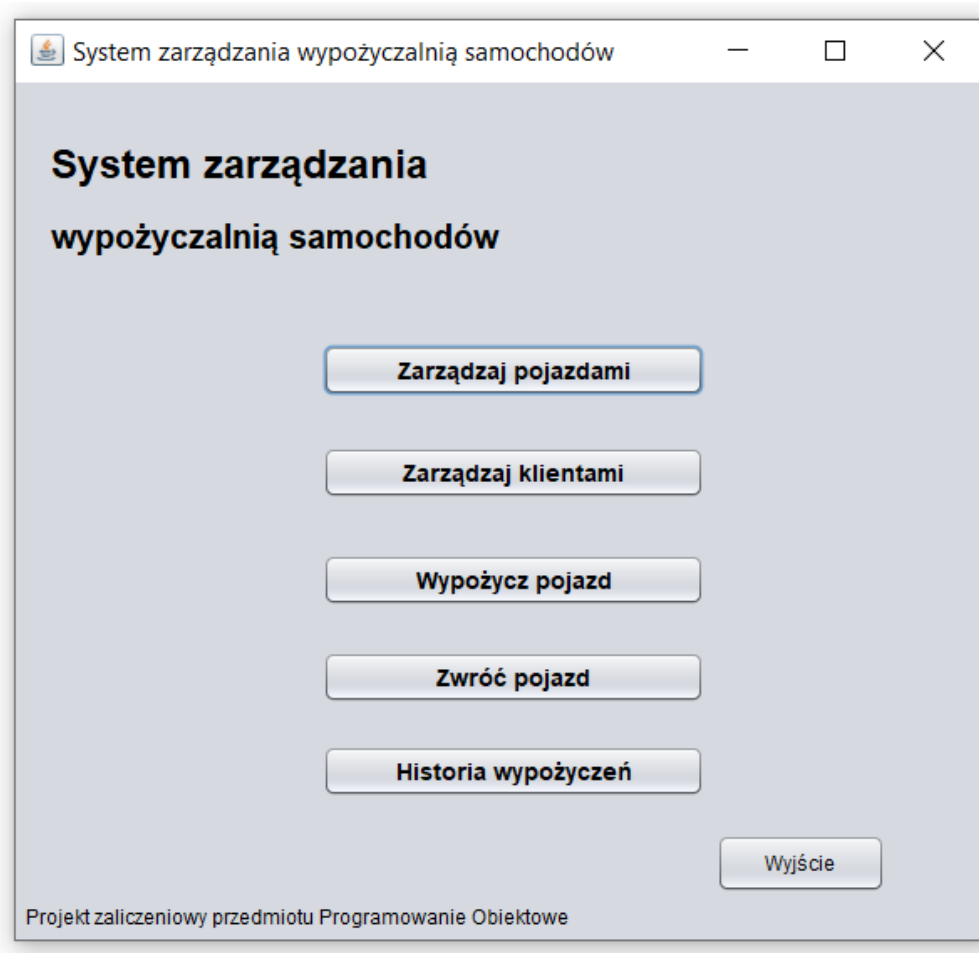 System zarządzania wypożyczalnią samochodów
System zarządzania
wypożyczalnią samochodów
Zarządzaj pojazdami
Zarządzaj klientami
Wypożycz pojazd
Zwróć pojazd
Historia wypożyczeń
Wyjście
Projekt zaliczeniowy przedmiotu Programowanie Obiektowe